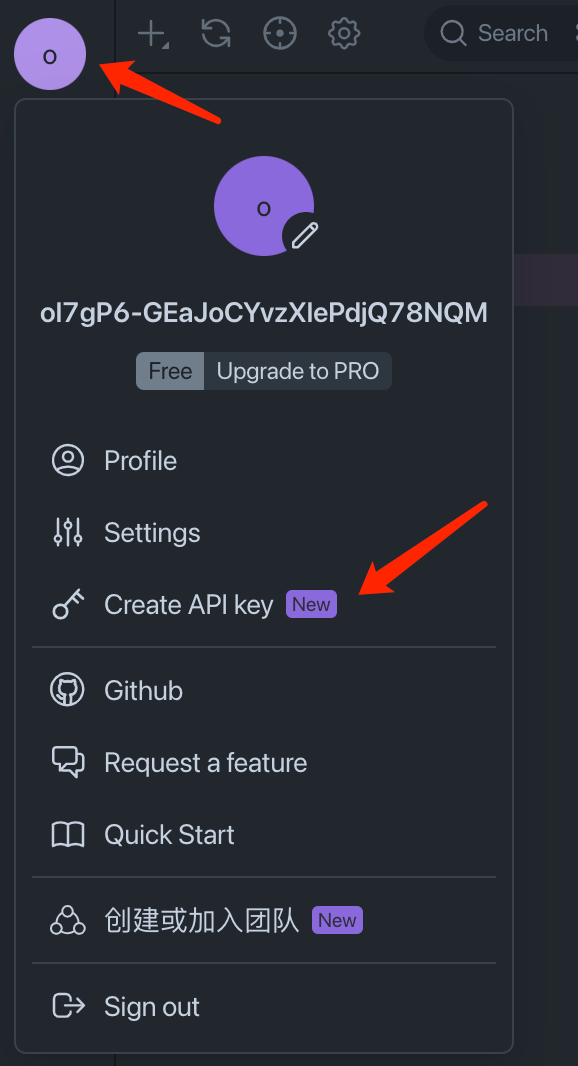 o
Search
o
oI7gP6-GEaJoCYvzXIePdjQ78NQM
Free Upgrade to PRO
Profile
Settings
Create API key New
Github
Request a feature
Quick Start
创建或加入团队 New
Sign out